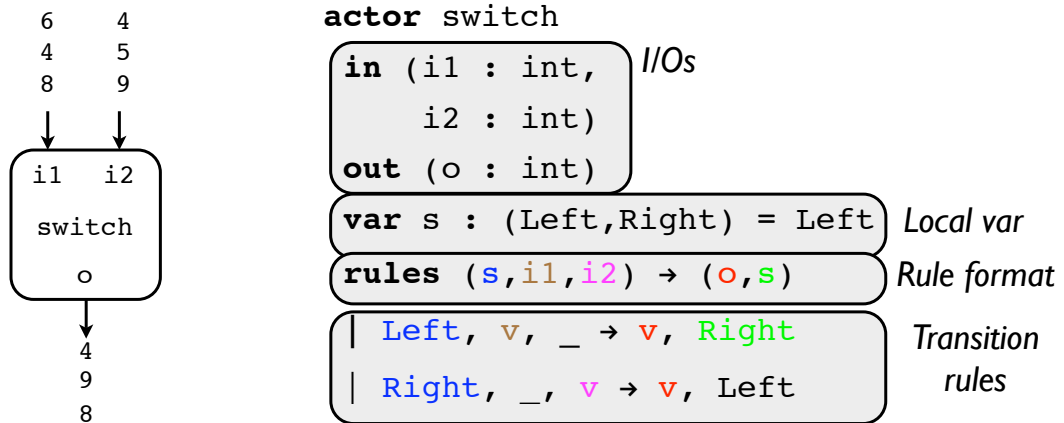 6 4
4 5
8 9
i1 i2
switch
o
4
9
8
actor switch
in (i1 : int,
i2 : int)
out (o : int)
I/Os
var s : (Left,Right) = Left
Local var
rules (s,i1,i2) → (o,s)
Rule format
| Left, v, _ → v, Right
| Right, _, v → v, Left
Transition
rules